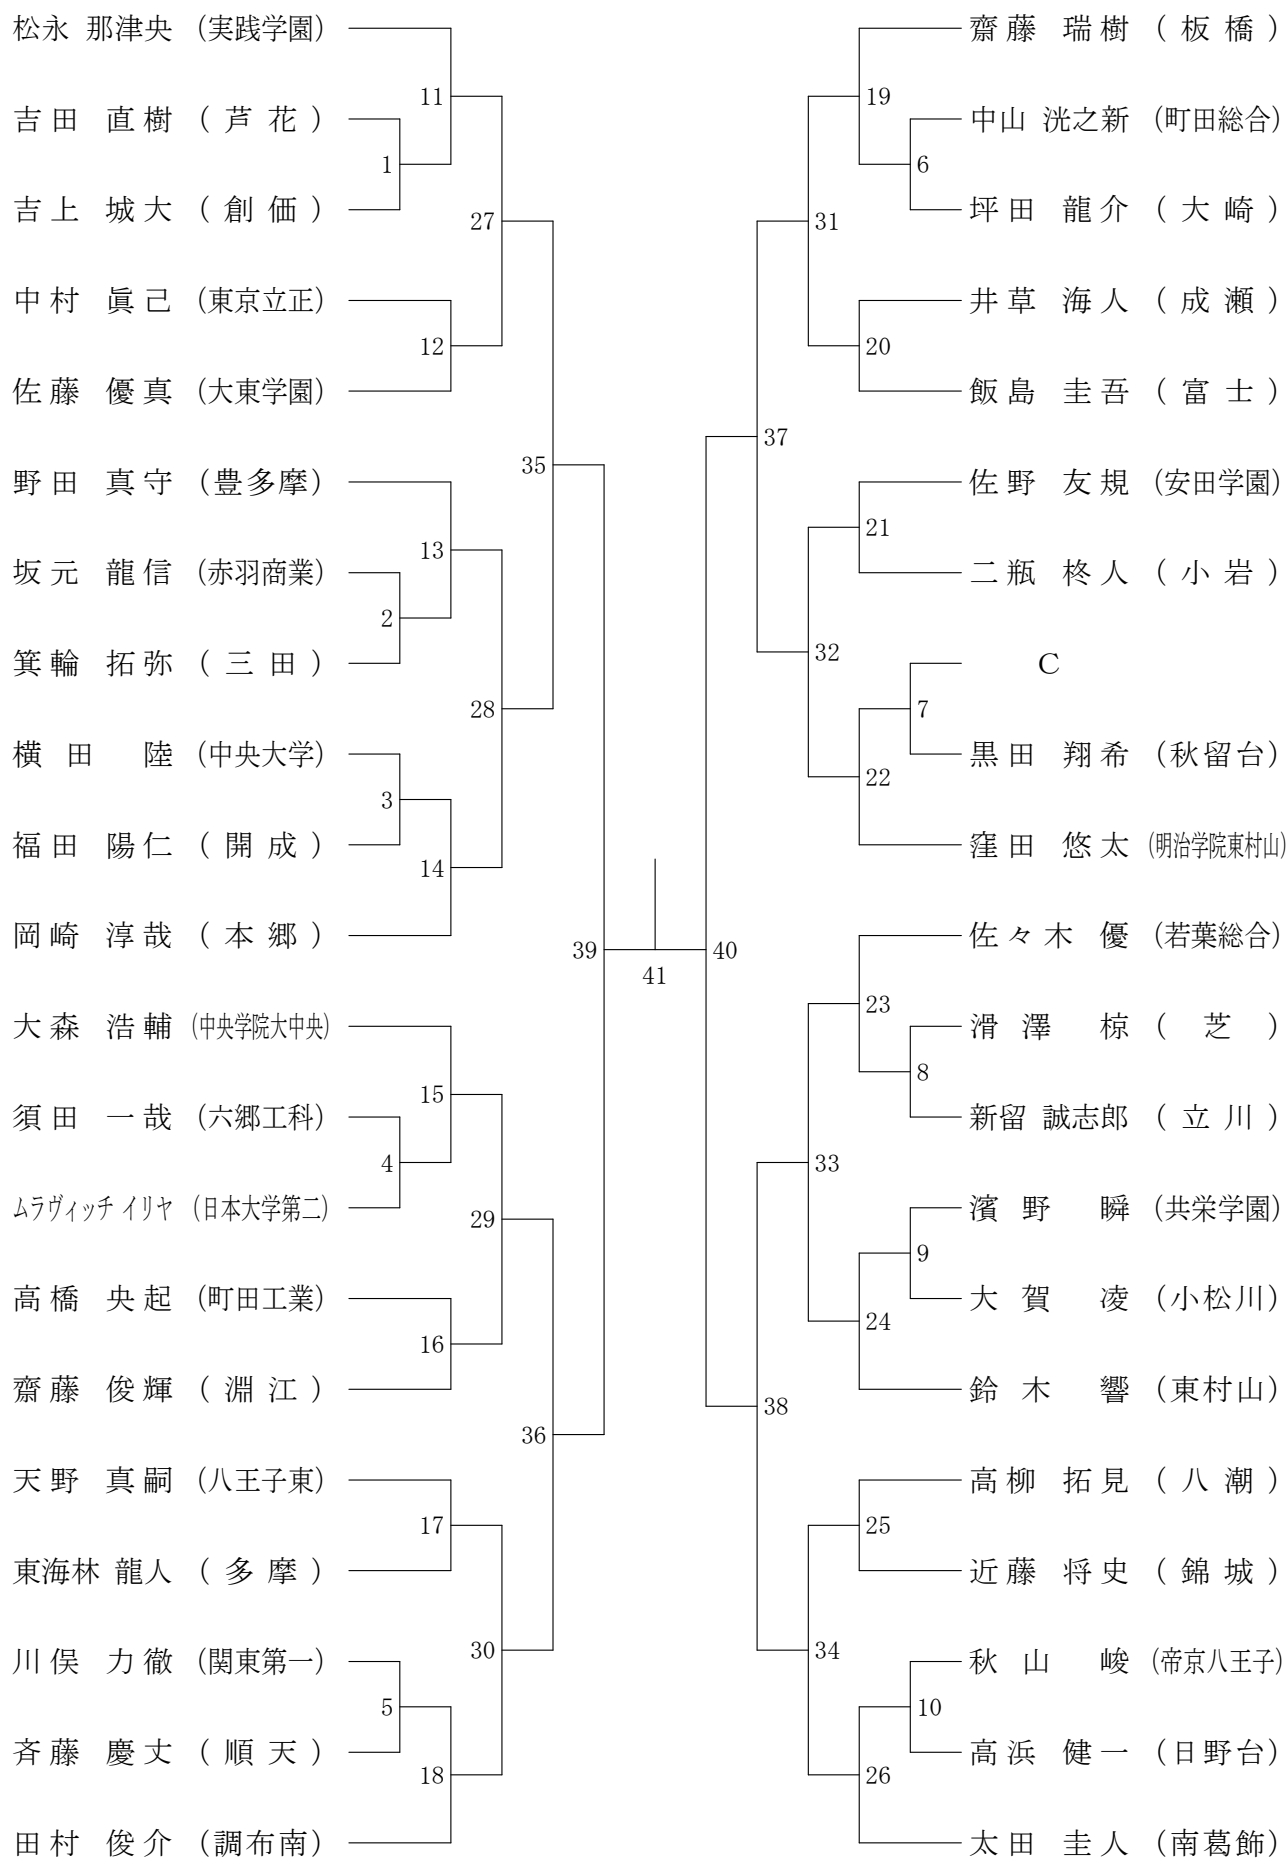 松永 那津央 (実践学園)
11
吉田 直樹 (芦花)
1
吉上 城大 (創価)
27
中村 眞己 (東京立正)
12
佐藤 優真 (大東学園)
35
野田 真守 (豊多摩)
13
坂元 龍信 (赤羽商業)
2
箕輪 拓弥 (三田)
28
横田 陸 (中央大学)
3
福田 陽仁 (開成)
14
岡崎 淳哉 (本郷)
39
大森 浩輔 (中央学院大中央)
15
須田 一哉 (六郷工科)
4
ムラヴィッチ イリヤ (日本大学第二)
29
高橋 央起 (町田工業)
16
齋藤 俊輝 (淵江)
36
天野 真嗣 (八王子東)
17
東海林 龍人 (多摩)
30
川俣 力徹 (関東第一)
5
斉藤 慶丈 (順天)
18
田村 俊介 (調布南)
41
齋藤 瑞樹 (板橋)
19
中山 洸之新 (町田総合)
6
坪田 龍介 (大崎)
31
井草 海人 (成瀬)
20
飯島 圭吾 (富士)
37
佐野 友規 (安田学園)
21
二瓶 柊人 (小岩)
32
C
7
黒田 翔希 (秋留台)
22
窪田 悠太 (明治学院東村山)
40
佐々木 優 (若葉総合)
23
滑澤 椋 (芝)
8
新留 誠志郎 (立川)
33
濱野 瞬 (共栄学園)
9
大賀 凌 (小松川)
24
鈴木 響 (東村山)
38
高柳 拓見 (八潮)
25
近藤 将史 (錦城)
34
秋山 峻 (帝京八王子)
10
高浜 健一 (日野台)
26
太田 圭人 (南葛飾)